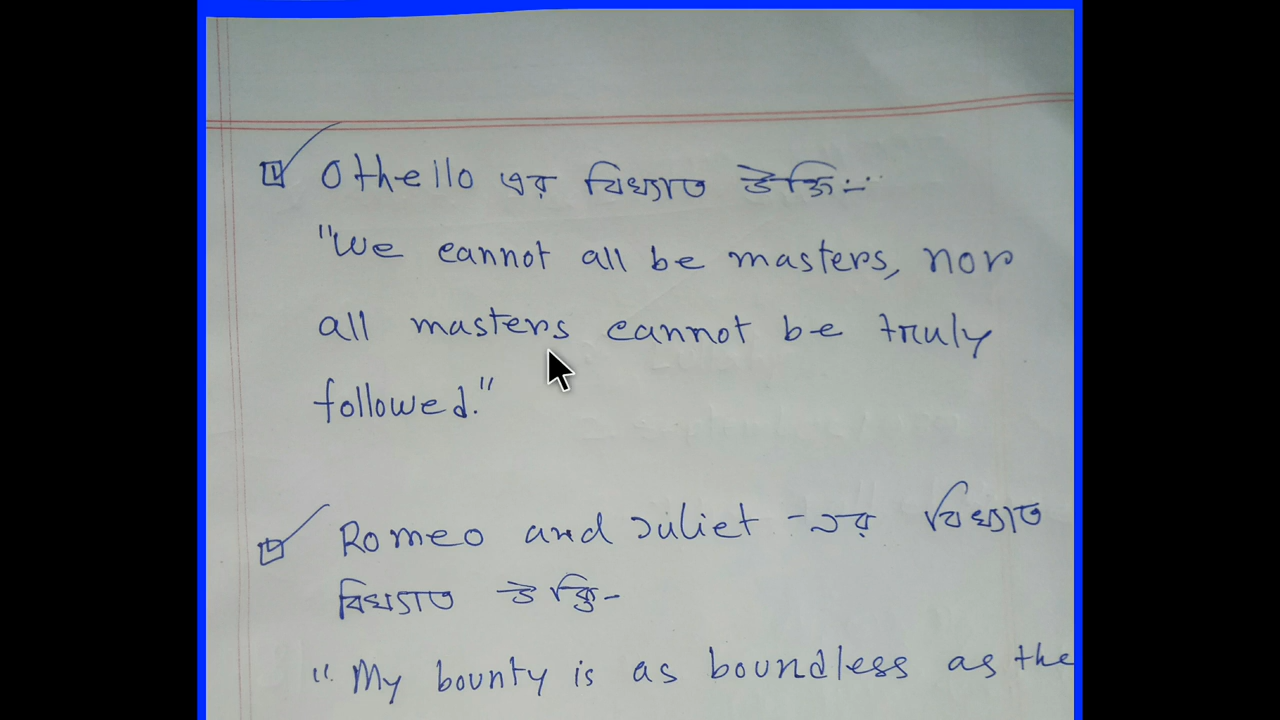 Othello এর বিখ্যাত উক্তি:-
"We cannot all be masters, nor
all masters cannot be truly
followed."
Romeo and Juliet -এর বিখ্যাত
বিখ্যাত উক্তি-
"My bounty is as boundless as the